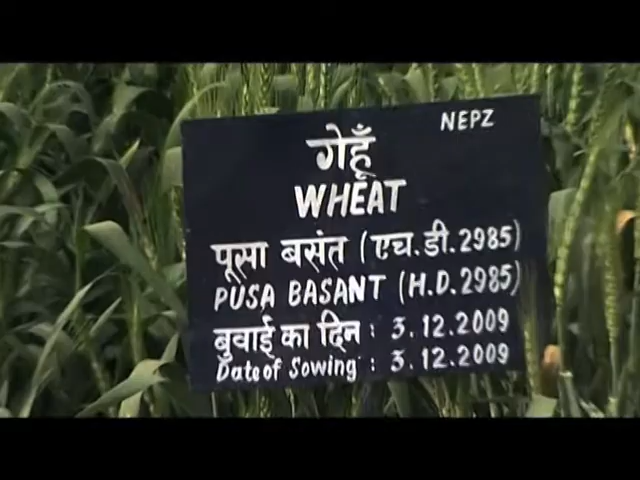 NEPZ
गेहूँ
WHEAT
पूसा बसंत (एच.डी.2985)
PUSA BASANT (H.D.2985)
बुवाई का दिन : 3.12.2009
Date of Sowing : 3.12.2009